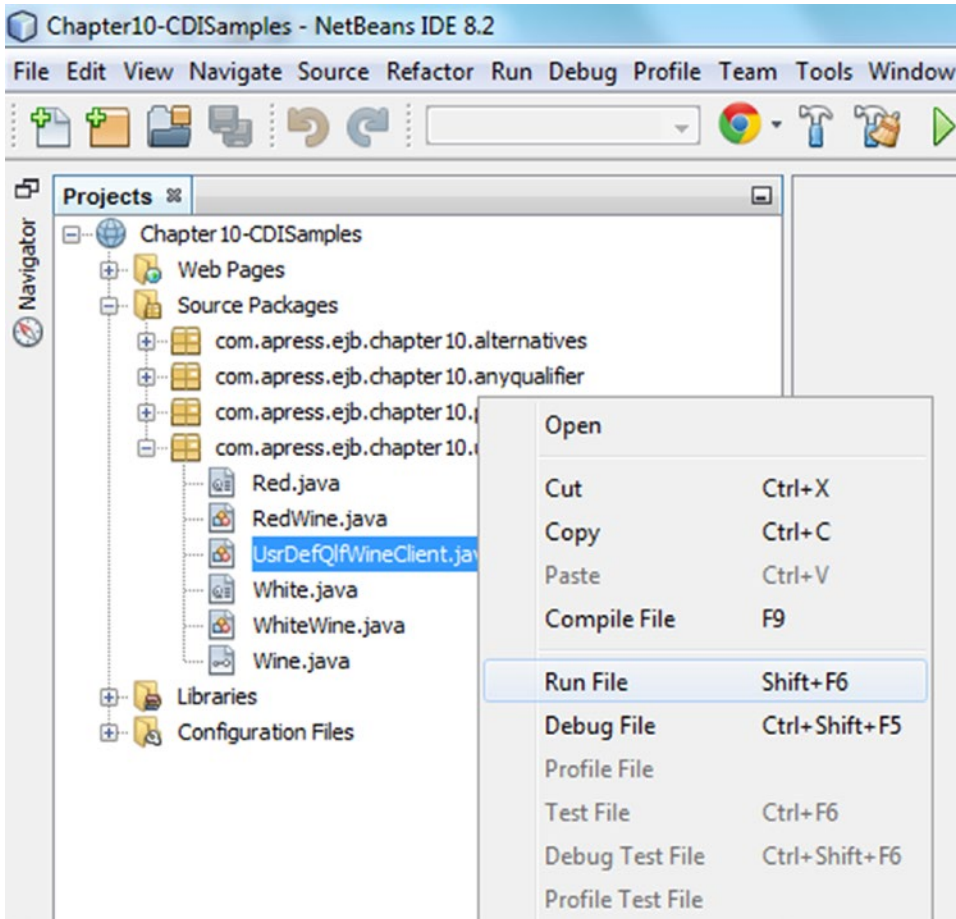 Chapter10-CDISamples - NetBeans IDE 8.2
File Edit View Navigate Source Refactor Run Debug Profile Team Tools Window
Navigator
Projects
Chapter10-CDISamples
Web Pages
Source Packages
com.apress.ejb.chapter10.alternatives
com.apress.ejb.chapter10.anyqualifier
com.apress.ejb.chapter10.
com.apress.ejb.chapter10.
Red.java
RedWine.java
UsrDefQlfWineClient.jav
White.java
WhiteWine.java
Wine.java
Libraries
Configuration Files
Open
Cut Ctrl+X
Copy Ctrl+C
Paste Ctrl+V
Compile File F9
Run File Shift+F6
Debug File Ctrl+Shift+F5
Profile File
Test File Ctrl+F6
Debug Test File Ctrl+Shift+F6
Profile Test File